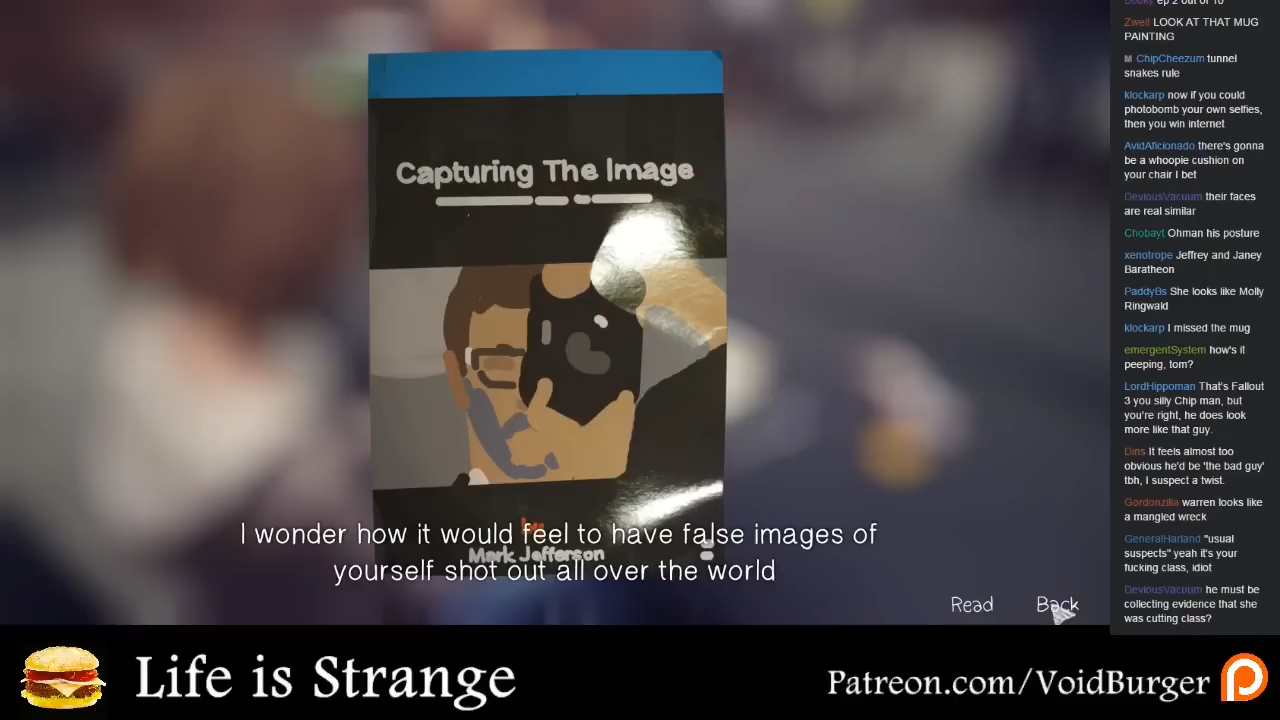 Capturing The Image
by
Mark Jefferson
I wonder how it would feel to have false images of
yourself shot out all over the world
Read
Back
Life is Strange
Patreon.com/VoidBurger
ep 2 out of 10
Zweil LOOK AT THAT MUG
PAINTING
ChipCheezum tunnel
snakes rule
klockarp now if you could
photobomb your own selfies,
then you win internet
AvidAficionado there's gonna
be a whoopie cushion on
your chair I bet
DeviousVacuum their faces
are real similar
Chobayt Ohman his posture
xenotrope Jeffrey and Janey
Baratheon
PaddyBs She looks like Molly
Ringwald
klockarp I missed the mug
emergentSystem how's it
peeping, tom?
LordHippoman That's Fallout
3 you silly Chip man, but
you're right, he does look
more like that guy.
Dins It feels almost too
obvious he'd be 'the bad guy'
tbh, I suspect a twist.
Gordonzilla warren looks like
a mangled wreck
GeneralHarland "usual
suspects" yeah it's your
fucking class, idiot
DeviousVacuum he must be
collecting evidence that she
was cutting class?